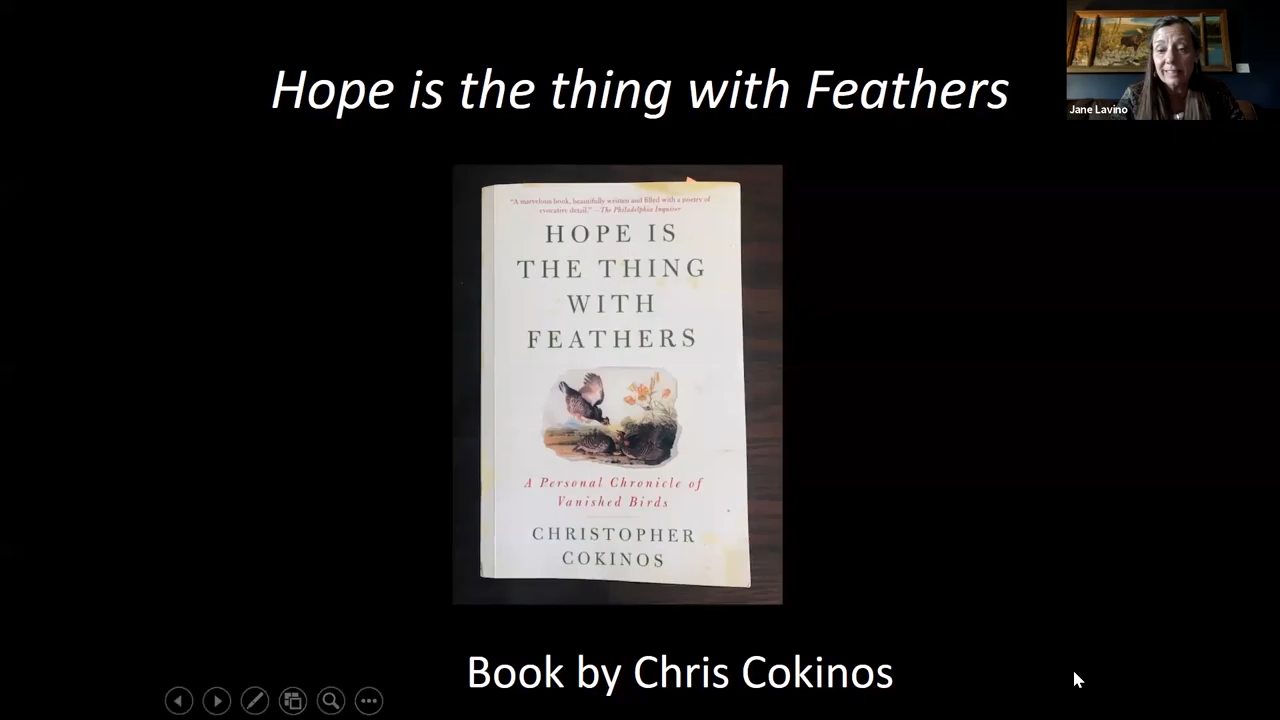 Hope is the thing with Feathers
Jane Lavino
"A marvelous book, beautifully written and filled with a poetry of
evocative detail." —The Philadelphia Inquirer
HOPE IS
THE THING
WITH
FEATHERS
A Personal Chronicle of
Vanished Birds
CHRISTOPHER
COKINOS
Book by Chris Cokinos